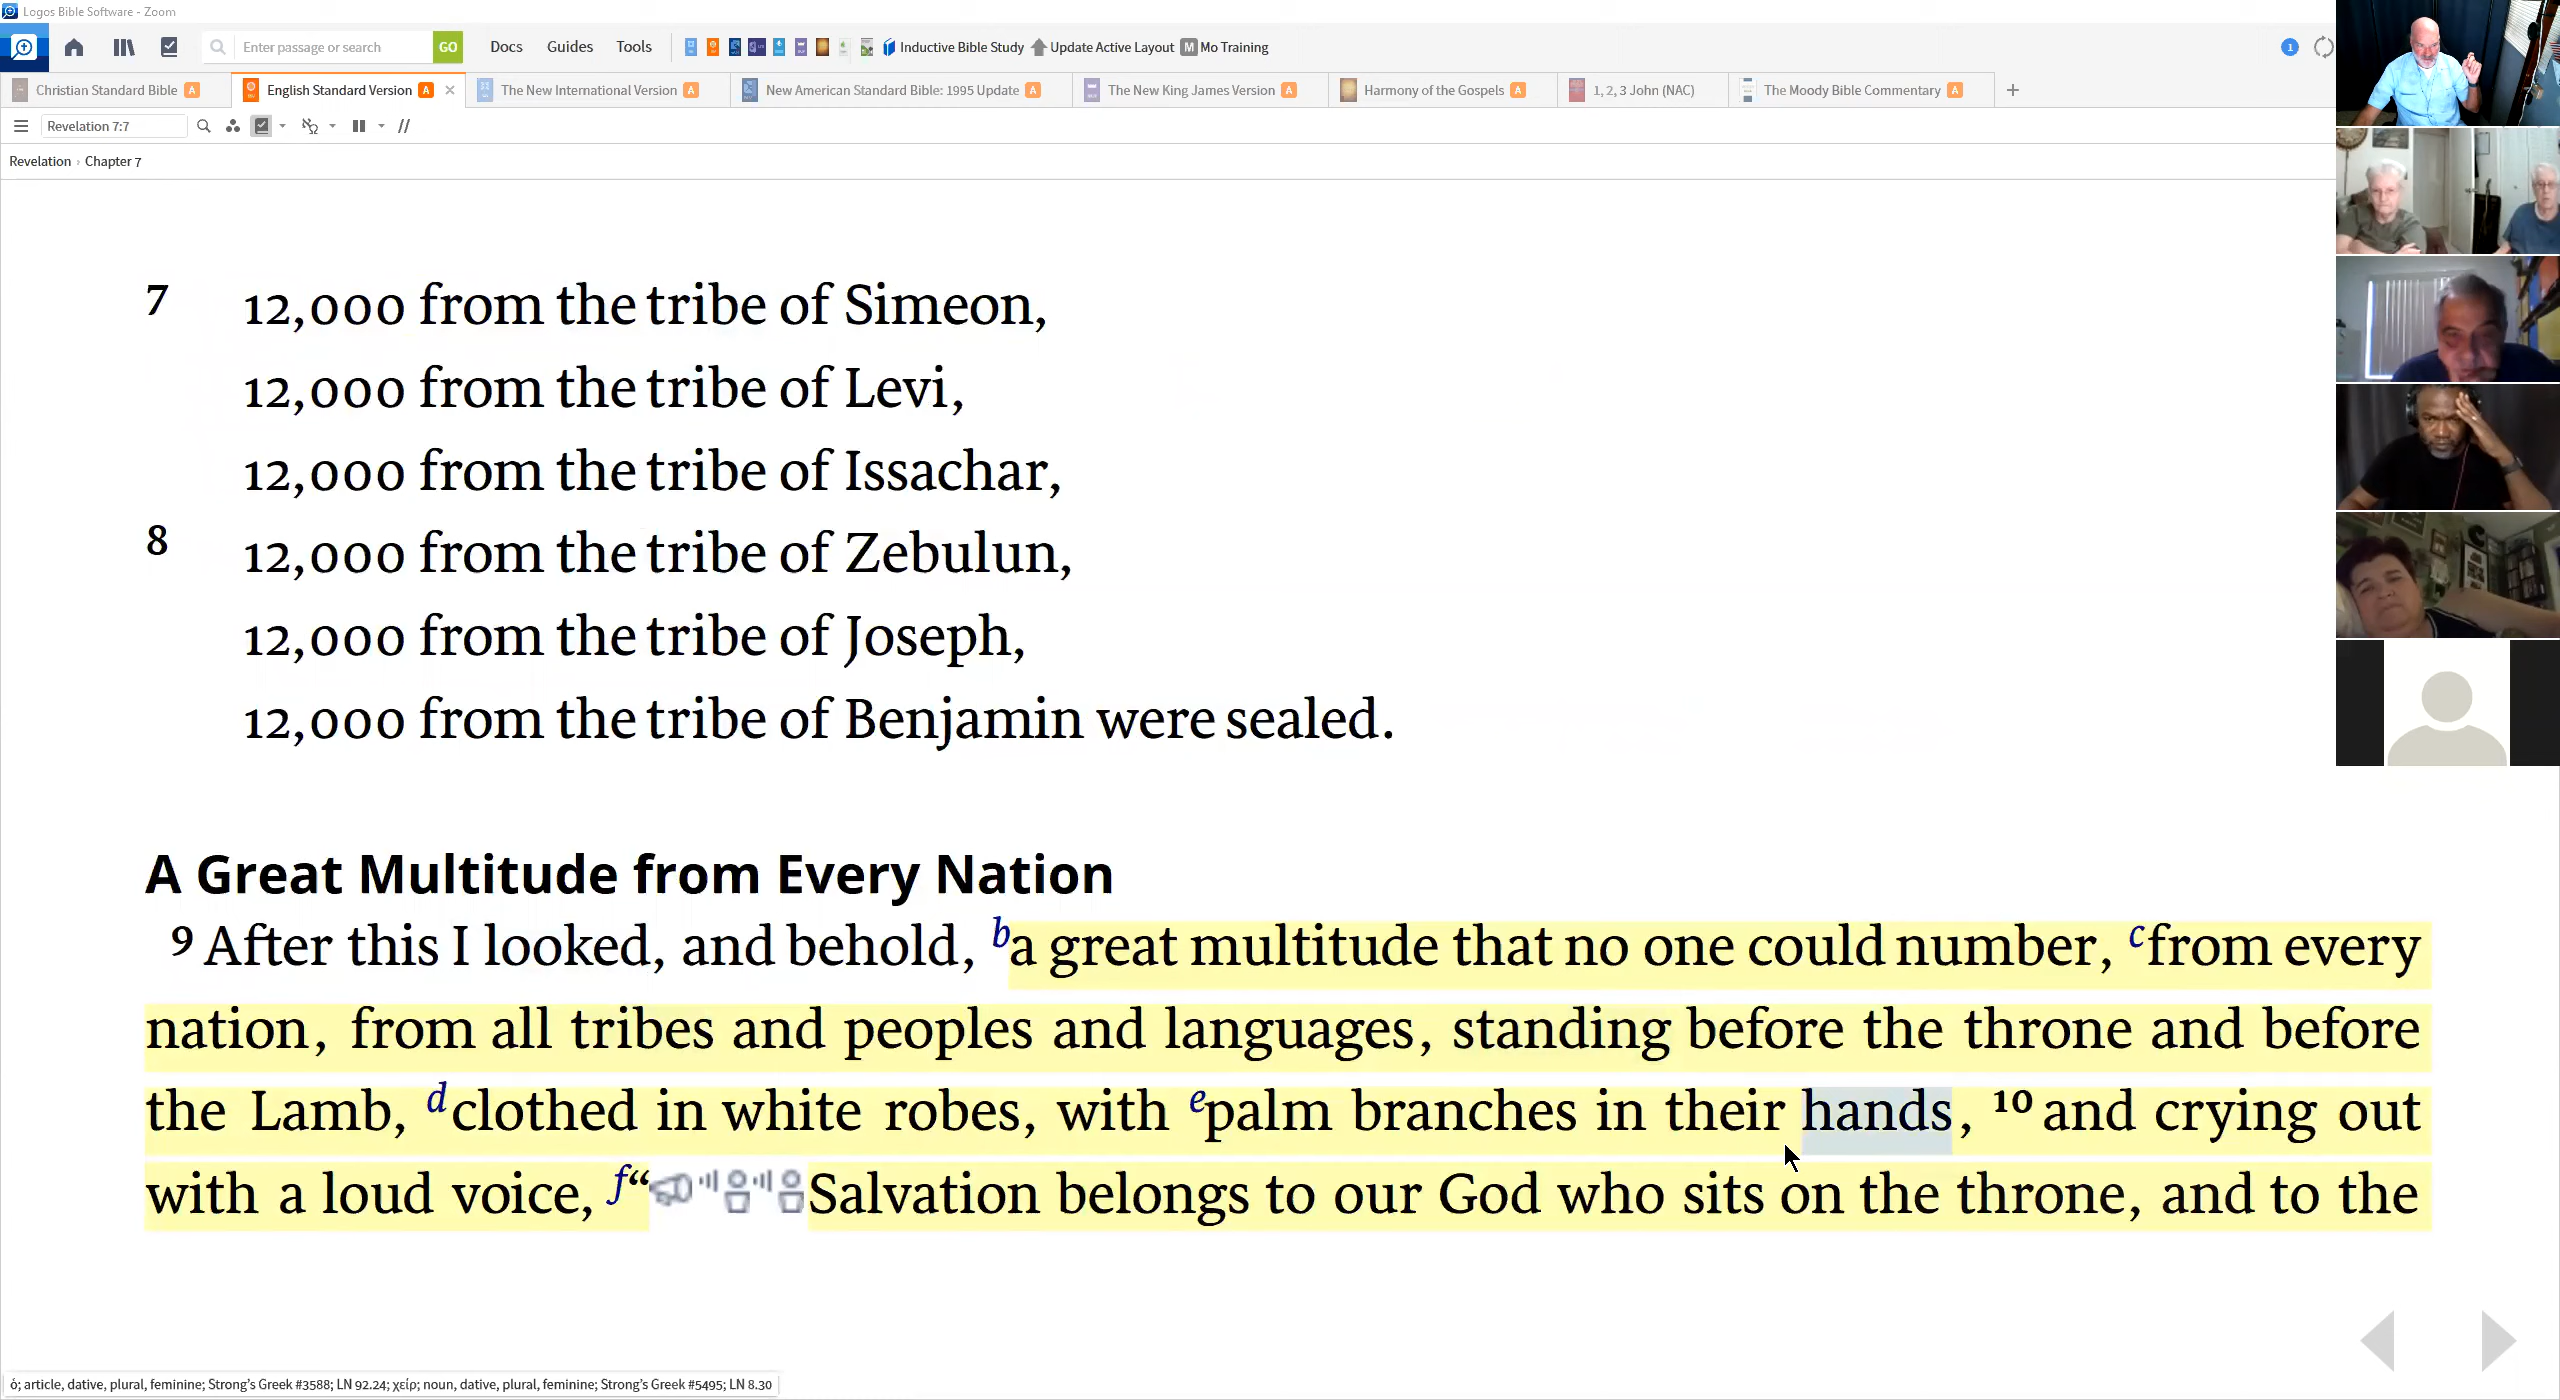 Logos Bible Software - Zoom
Enter passage or search GO Docs Guides Tools Inductive Bible Study Update Active Layout M Mo Training 1
Christian Standard Bible A English Standard Version A The New International Version A New American Standard Bible: 1995 Update A The New King James Version A Harmony of the Gospels A 1, 2, 3 John (NAC) The Moody Bible Commentary A
Revelation 7:7
Revelation › Chapter 7
7 12,000 from the tribe of Simeon,
12,000 from the tribe of Levi,
12,000 from the tribe of Issachar,
8 12,000 from the tribe of Zebulun,
12,000 from the tribe of Joseph,
12,000 from the tribe of Benjamin were sealed.
A Great Multitude from Every Nation
9 After this I looked, and behold, b a great multitude that no one could number, c from every
nation, from all tribes and peoples and languages, standing before the throne and before
the Lamb, d clothed in white robes, with e palm branches in their hands, 10 and crying out
with a loud voice, f “Salvation belongs to our God who sits on the throne, and to the
ὁ; article, dative, plural, feminine; Strong’s Greek #3588; LN 92.24; χείρ; noun, dative, plural, feminine; Strong’s Greek #5495; LN 8.30